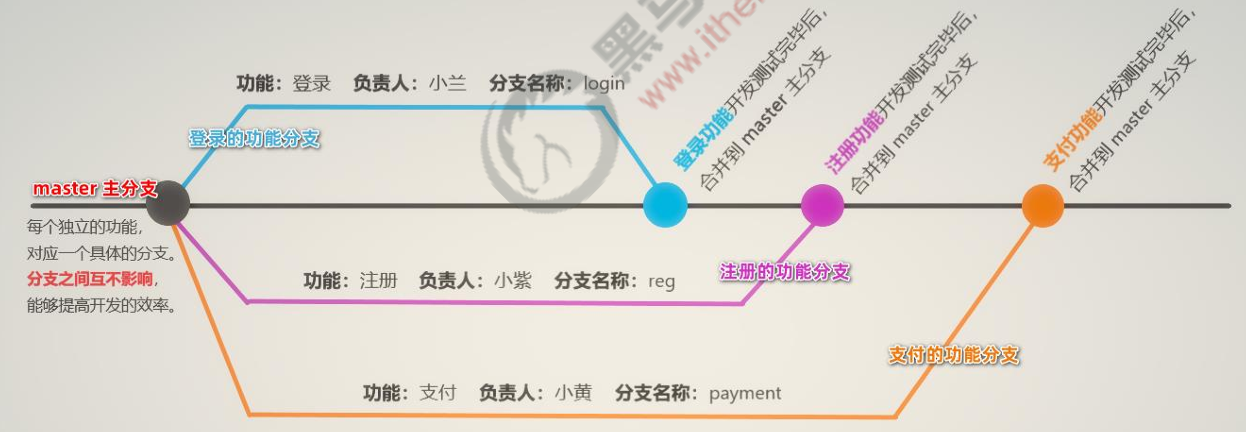 功能：登录 负责人：小兰 分支名称：login
登录的功能分支
master 主分支
每个独立的功能，
对应一个具体的分支。
分支之间互不影响，
能够提高开发的效率。
登录功能开发测试完毕后，
合并到 master 主分支
注册功能开发测试完毕后，
合并到 master 主分支
支付功能开发测试完毕后，
合并到 master 主分支
功能：注册 负责人：小紫 分支名称：reg
注册的功能分支
支付的功能分支
功能：支付 负责人：小黄 分支名称：payment
黑马
www.ithe